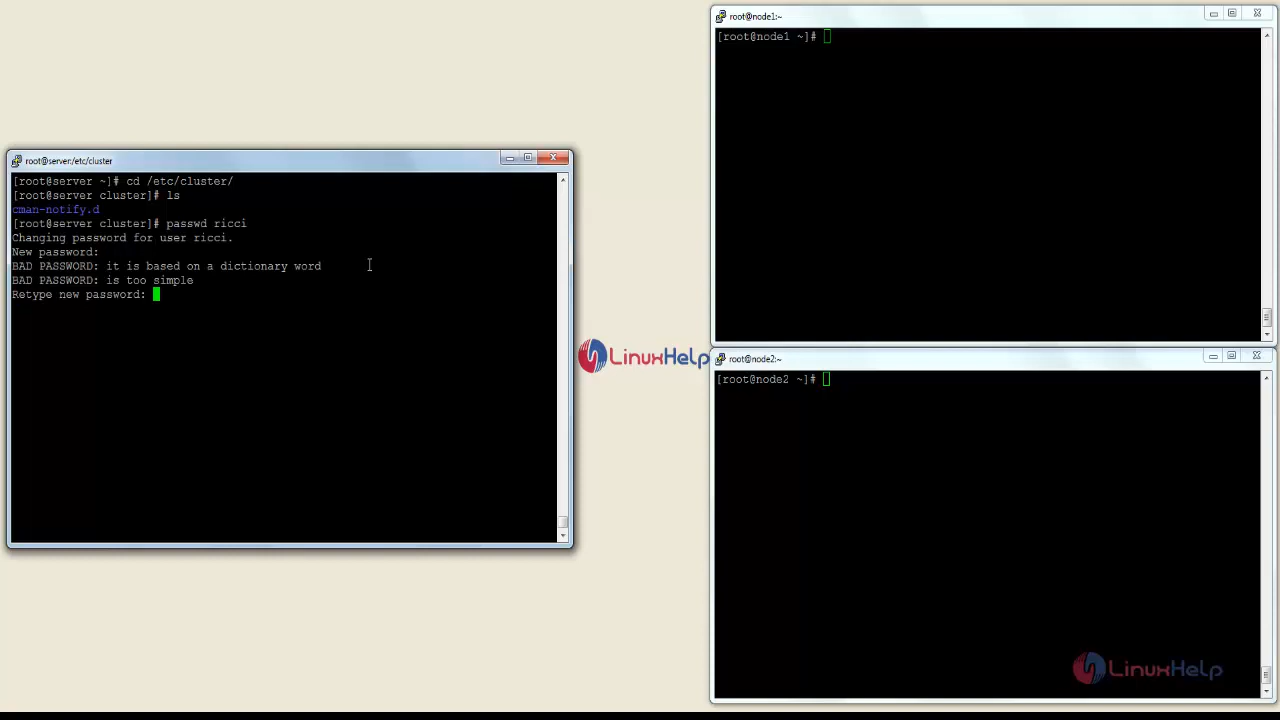 root@server:/etc/cluster
[root@server ~]# cd /etc/cluster/
[root@server cluster]# ls
cman-notify.d
[root@server cluster]# passwd ricci
Changing password for user ricci.
New password:
BAD PASSWORD: it is based on a dictionary word
BAD PASSWORD: is too simple
Retype new password:
root@node1:~
[root@node1 ~]#
LinuxHelp
root@node2:~
[root@node2 ~]#
LinuxHelp